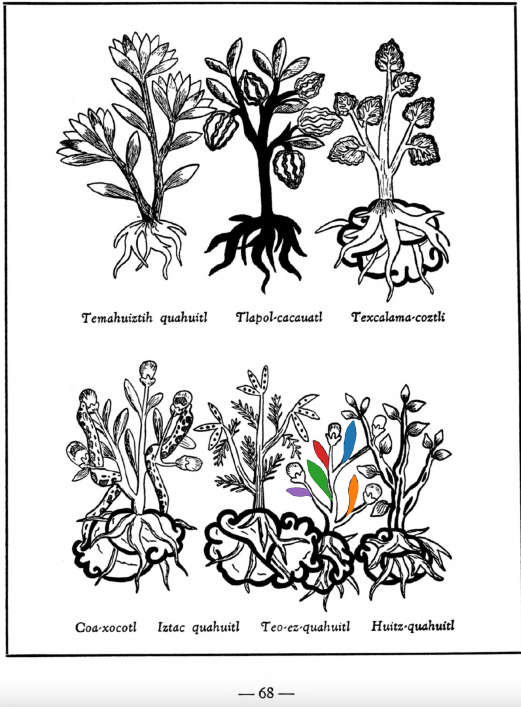 Temahuiztih quahuitl Tlapol-cacauatl Texcalama-coztli
Coa-xocotl Iztac quahuitl Teo-ez-quahuitl Huitz-quahuitl
— 68 —